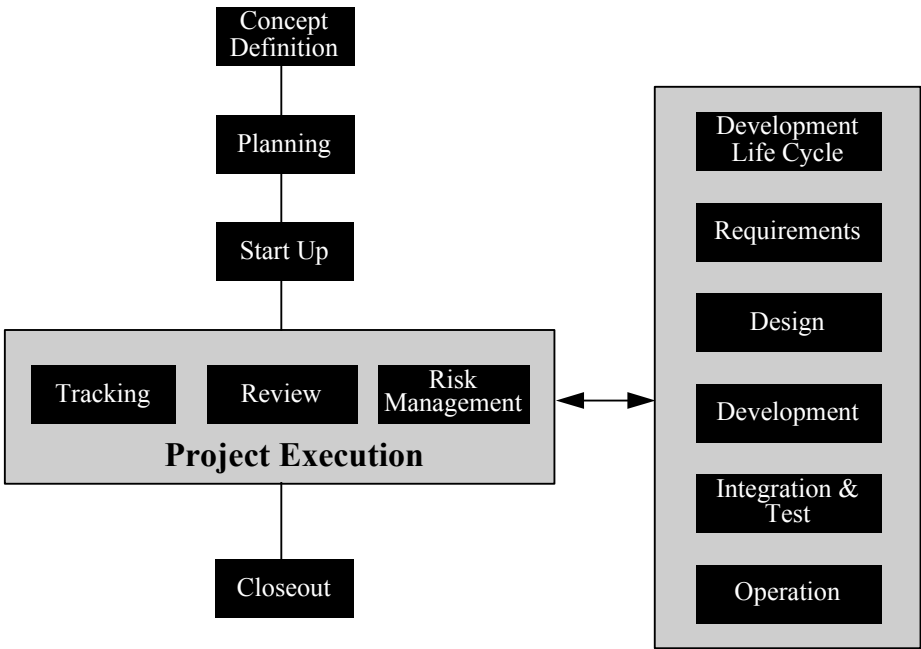 Concept
Definition
Planning
Start Up
Tracking
Review
Risk
Management
Project Execution
Closeout
Development
Life Cycle
Requirements
Design
Development
Integration &
Test
Operation